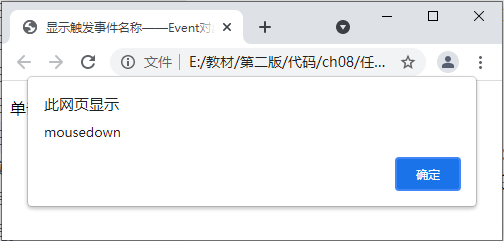 显示触发事件名称——Event对
文件 E:/教材/第二版/代码/ch08/任...
单
此网页显示
mousedown
确定